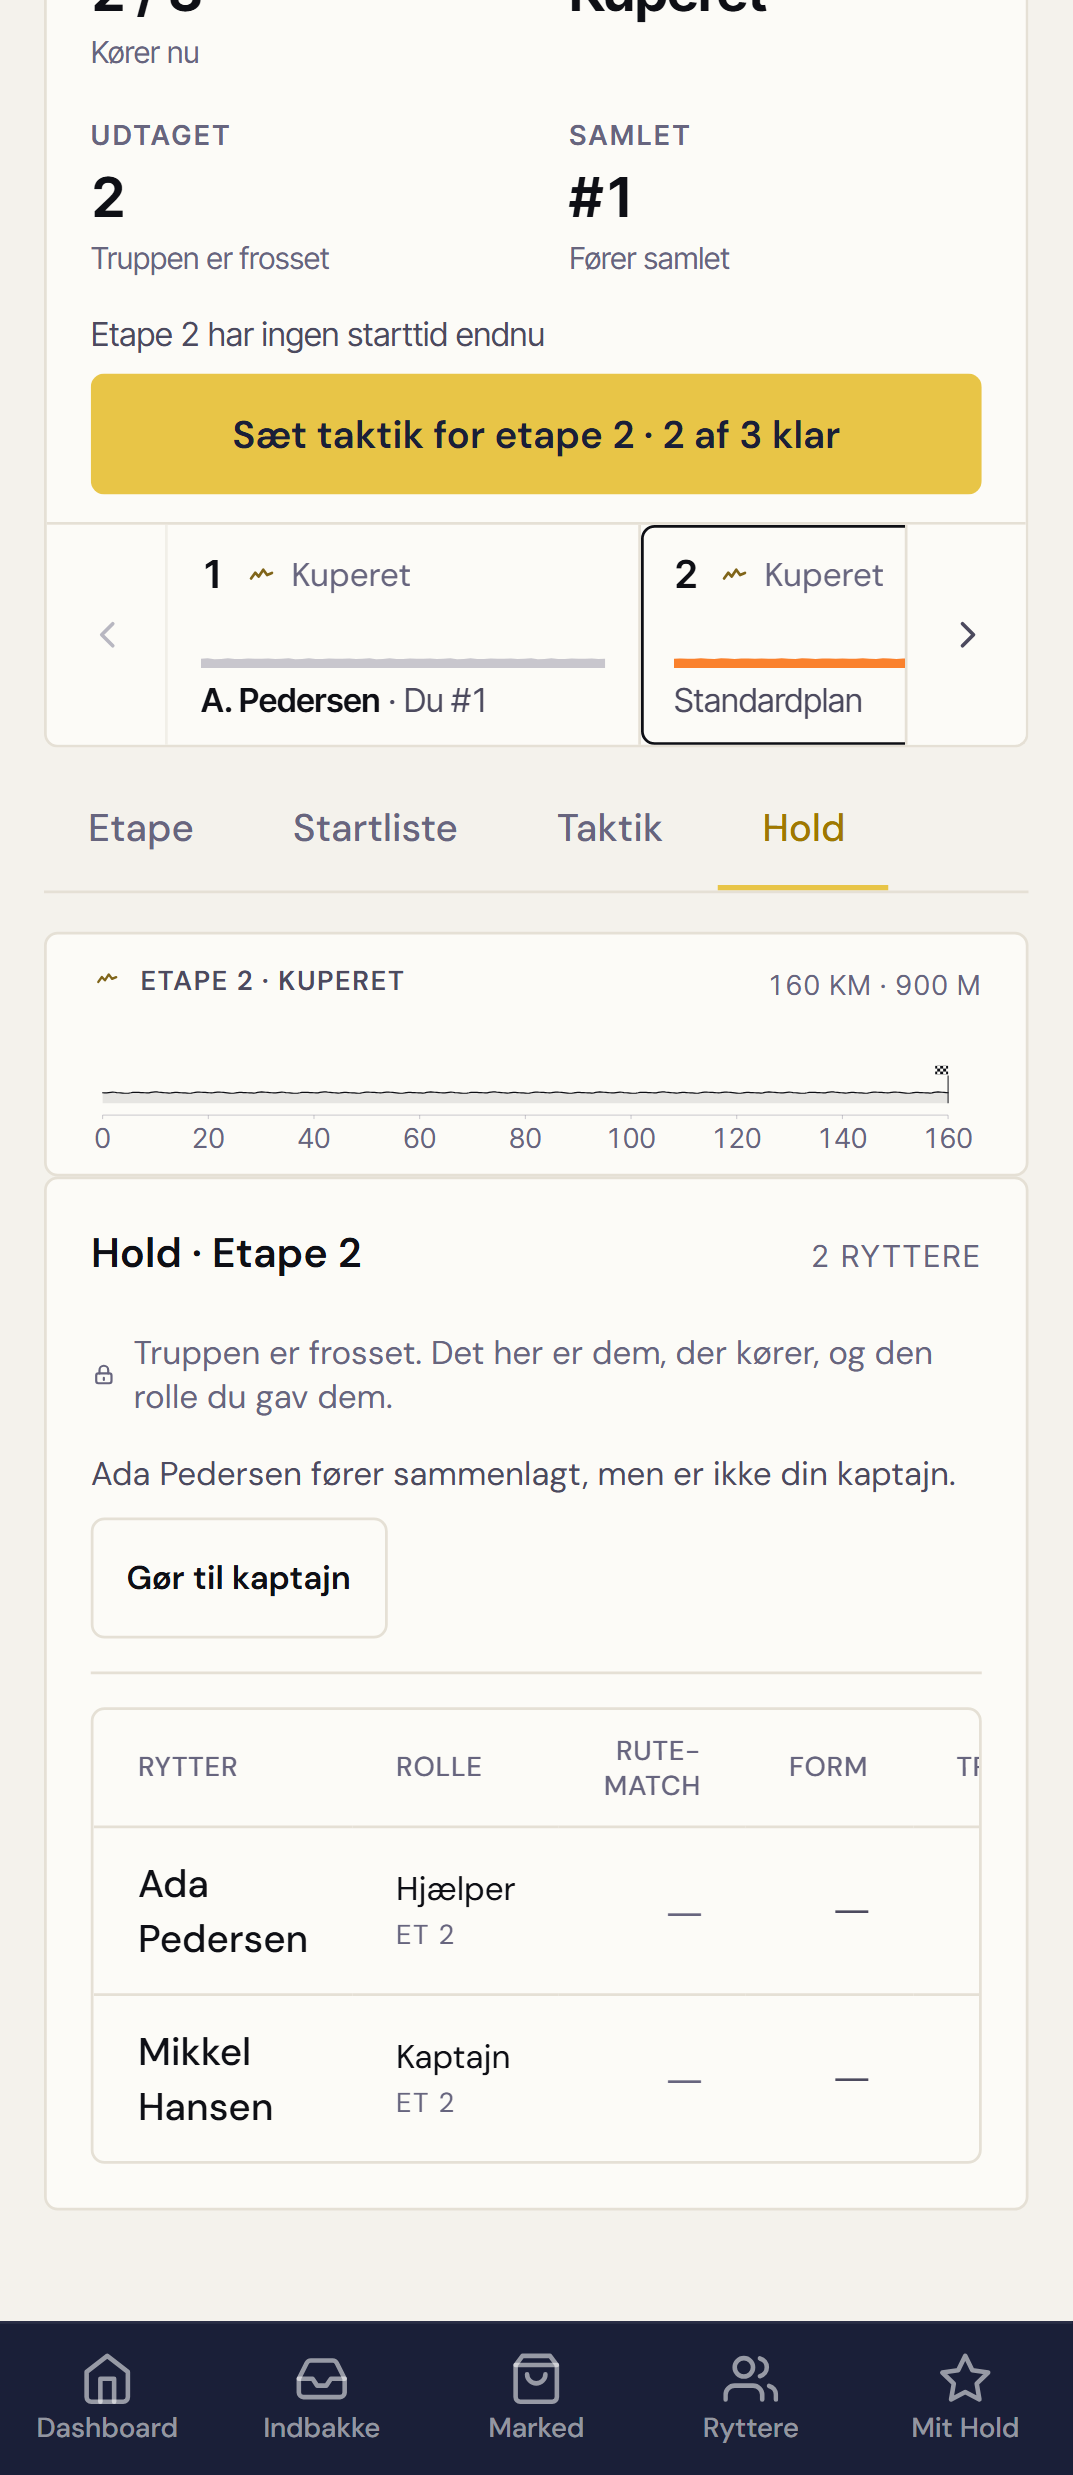 2 / 3
Kuperet
Kører nu
UDTAGET
SAMLET
2
#1
Truppen er frosset
Fører samlet
Etape 2 har ingen starttid endnu
Sæt taktik for etape 2 · 2 af 3 klar
1 Kuperet
2 Kuperet
A. Pedersen · Du #1
Standardplan
Etape
Startliste
Taktik
Hold
ETAPE 2 · KUPERET
160 KM · 900 M
0 20 40 60 80 100 120 140 160
Hold · Etape 2
2 RYTTERE
Truppen er frosset. Det her er dem, der kører, og den
rolle du gav dem.
Ada Pedersen fører sammenlagt, men er ikke din kaptajn.
Gør til kaptajn
RYTTER
ROLLE
RUTE-
MATCH
FORM
Ada
Pedersen
Hjælper
ET 2
—
—
Mikkel
Hansen
Kaptajn
ET 2
—
—
Dashboard
Indbakke
Marked
Ryttere
Mit Hold